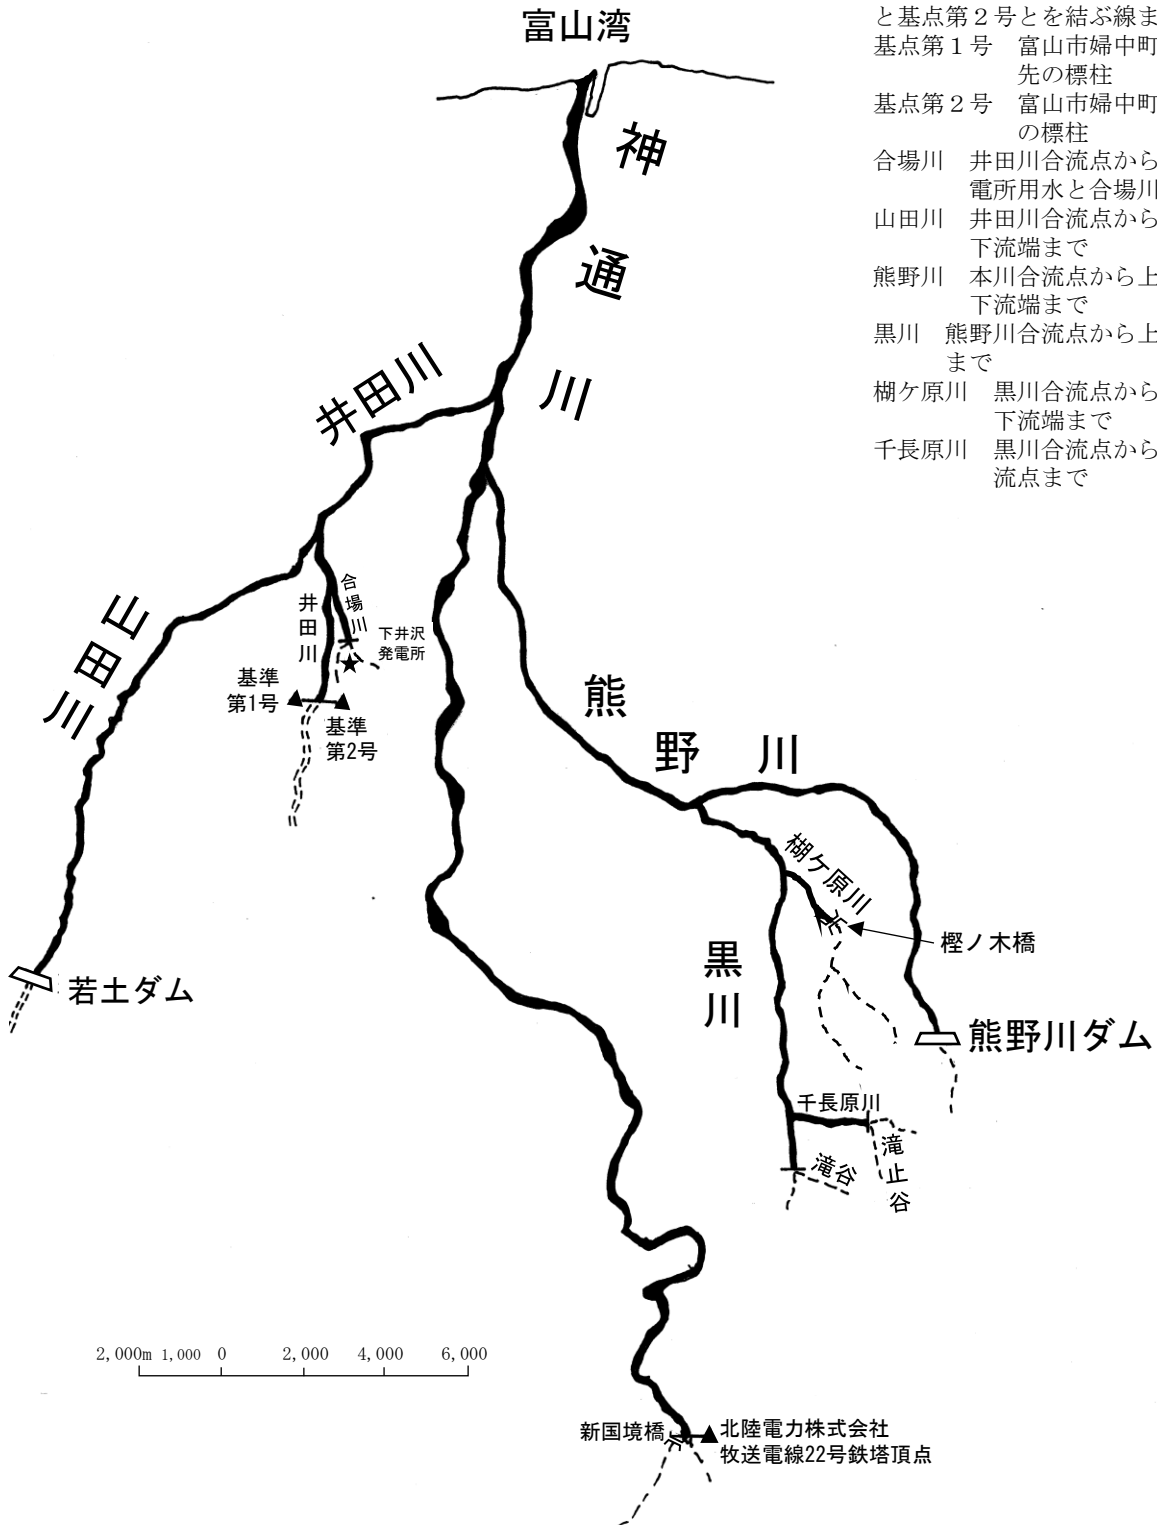 富山湾
と基点第２号とを結ぶ線ま
基点第１号　富山市婦中町
先の標柱
基点第２号　富山市婦中町
の標柱
合場川　井田川合流点から
電所用水と合場川
山田川　井田川合流点から
下流端まで
熊野川　本川合流点から上
下流端まで
黒川　熊野川合流点から上
まで
楜ケ原川　黒川合流点から
下流端まで
千長原川　黒川合流点から
流点まで
神通川
井田川
合場川
井田川
下井沢
発電所
山田川
基準
第1号
基準
第2号
熊野川
楜ケ原川
樫ノ木橋
黒川
若土ダム
熊野川ダム
千長原川
滝谷
滝止谷
2,000m 1,000 0 2,000 4,000 6,000
新国境橋
北陸電力株式会社
牧送電線22号鉄塔頂点